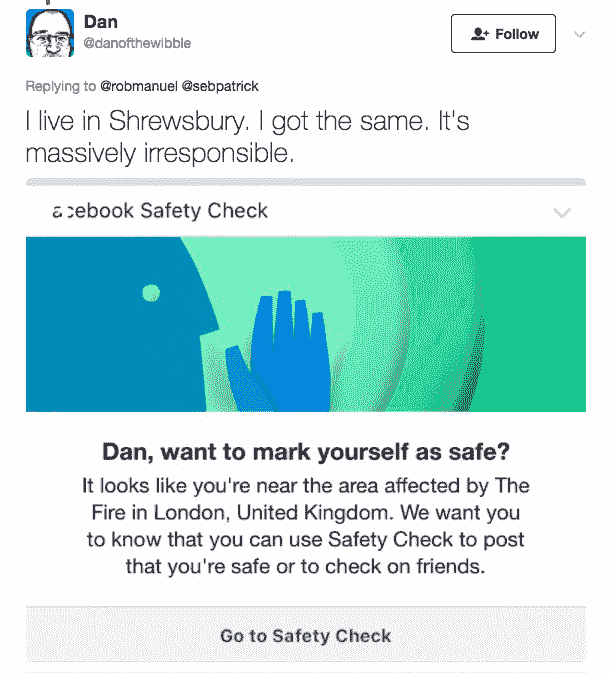 Dan
@danofthewibble
Follow
Replying to @robmanuel @sebpatrick
I live in Shrewsbury. I got the same. It's
massively irresponsible.
acebook Safety Check
Dan, want to mark yourself as safe?
It looks like you're near the area affected by The
Fire in London, United Kingdom. We want you
to know that you can use Safety Check to post
that you're safe or to check on friends.
Go to Safety Check